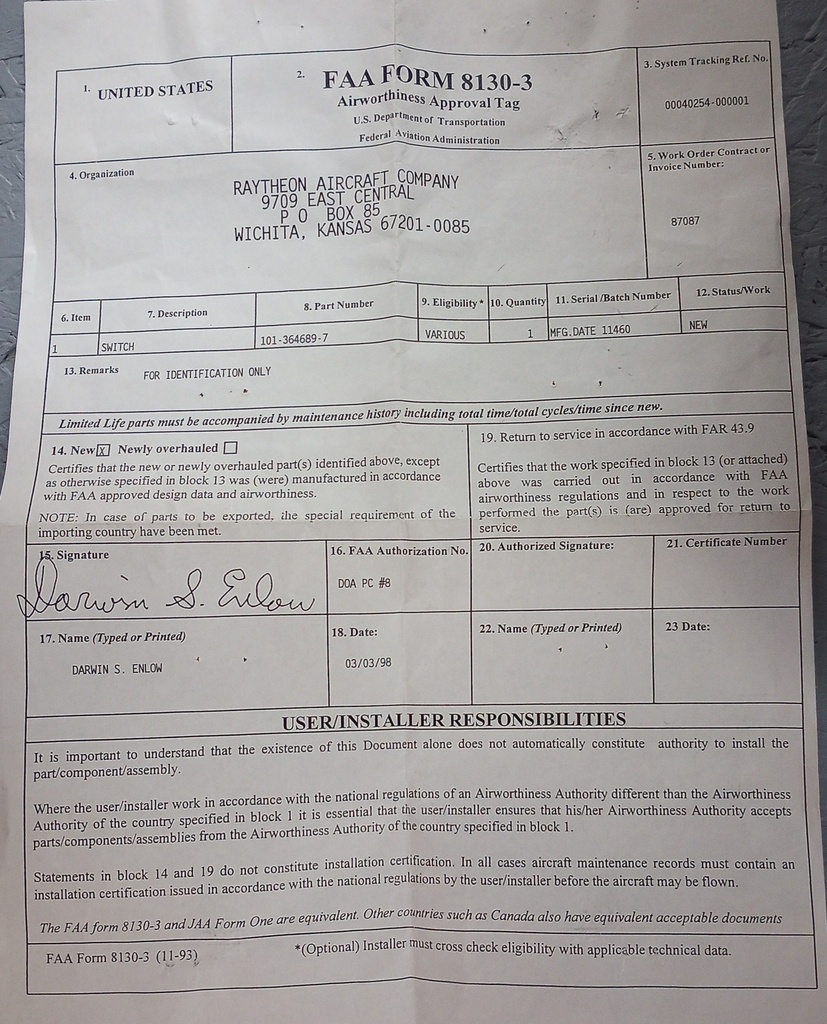 1. UNITED STATES
2. FAA FORM 8130-3
Airworthiness Approval Tag
U.S. Department of Transportation
Federal Aviation Administration
3. System Tracking Ref. No.
00040254-000001
4. Organization
RAYTHEON AIRCRAFT COMPANY
9709 EAST CENTRAL
P O BOX 85
WICHITA, KANSAS 67201-0085
5. Work Order Contract or
Invoice Number:
87087
6. Item 7. Description 8. Part Number 9. Eligibility* 10. Quantity 11. Serial /Batch Number 12. Status/Work
1 SWITCH 101-364689-7 VARIOUS 1 MFG.DATE 11460 NEW
13. Remarks FOR IDENTIFICATION ONLY
Limited Life parts must be accompanied by maintenance history including total time/total cycles/time since new.
14. New X Newly overhauled
Certifies that the new or newly overhauled part(s) identified above, except
as otherwise specified in block 13 was (were) manufactured in accordance
with FAA approved design data and airworthiness.
NOTE: In case of parts to be exported, the special requirement of the
importing country have been met.
19. Return to service in accordance with FAR 43.9
Certifies that the work specified in block 13 (or attached)
above was carried out in accordance with FAA
airworthiness regulations and in respect to the work
performed the part(s) is (are) approved for return to
service.
15. Signature
Darwin S. Enlow
16. FAA Authorization No.
DOA PC #8
20. Authorized Signature:
21. Certificate Number
17. Name (Typed or Printed)
DARWIN S. ENLOW
18. Date:
03/03/98
22. Name (Typed or Printed)
23 Date:
USER/INSTALLER RESPONSIBILITIES
It is important to understand that the existence of this Document alone does not automatically constitute authority to install the
part/component/assembly.
Where the user/installer work in accordance with the national regulations of an Airworthiness Authority different than the Airworthiness
Authority of the country specified in block 1 it is essential that the user/installer ensures that his/her Airworthiness Authority accepts
parts/components/assemblies from the Airworthiness Authority of the country specified in block 1.
Statements in block 14 and 19 do not constitute installation certification. In all cases aircraft maintenance records must contain an
installation certification issued in accordance with the national regulations by the user/installer before the aircraft may be flown.
The FAA form 8130-3 and JAA Form One are equivalent. Other countries such as Canada also have equivalent acceptable documents
FAA Form 8130-3 (11-93) *(Optional) Installer must cross check eligibility with applicable technical data.